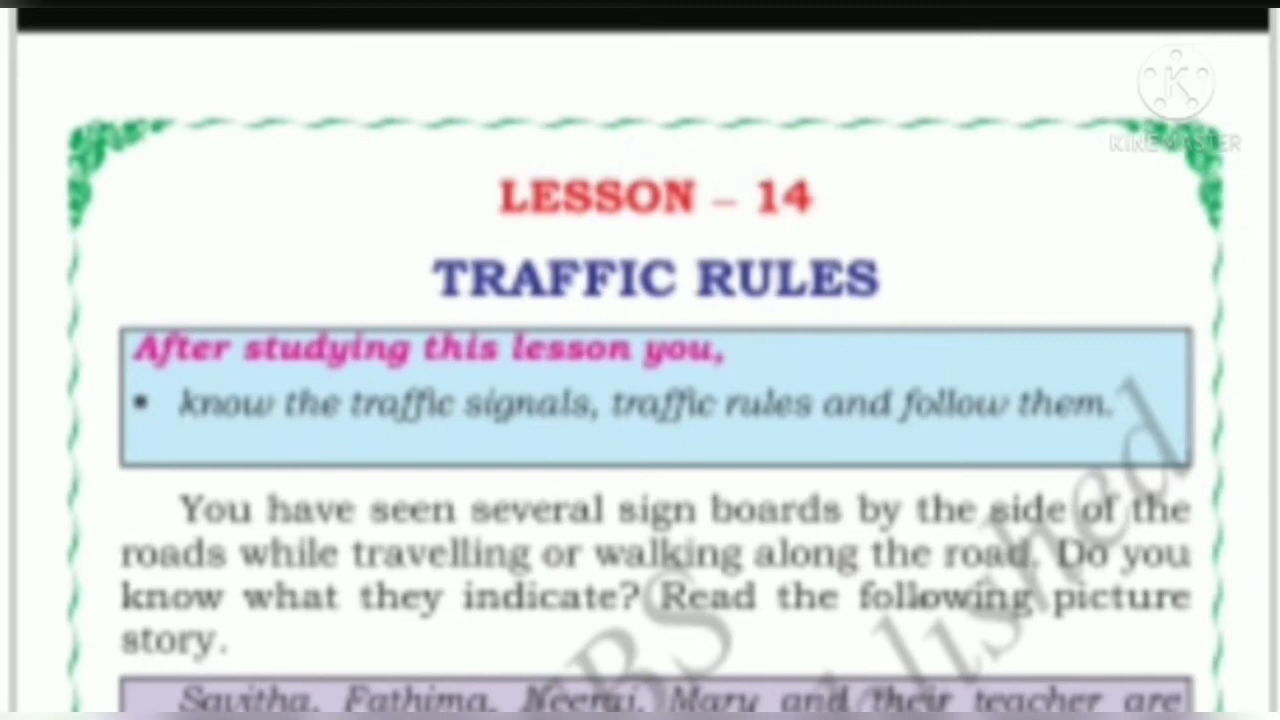 KINEMASTER
LESSON – 14
TRAFFIC RULES
After studying this lesson you,
• know the traffic signals, traffic rules and follow them.
You have seen several sign boards by the side of the
roads while travelling or walking along the road. Do you
know what they indicate? Read the following picture
story.
Savitha, Fathima, Neeraj, Mary and their teacher are